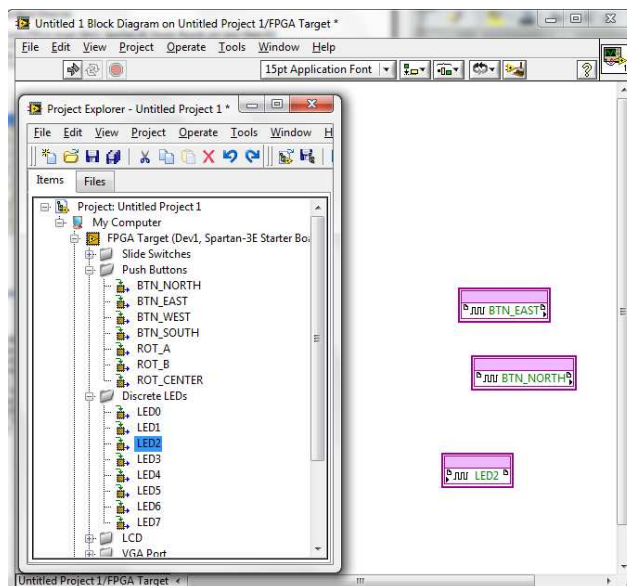 Untitled 1 Block Diagram on Untitled Project 1/FPGA Target *
File Edit View Project Operate Tools Window Help
15pt Application Font
Project Explorer - Untitled Project 1 *
File Edit View Project Operate Tools Window H
Items Files
Project: Untitled Project 1
My Computer
FPGA Target (Dev1, Spartan-3E Starter Boa
Slide Switches
Push Buttons
BTN_NORTH
BTN_EAST
BTN_WEST
BTN_SOUTH
ROT_A
ROT_B
ROT_CENTER
Discrete LEDs
LED0
LED1
LED2
LED3
LED4
LED5
LED6
LED7
LCD
VGA Port
BTN_EAST
BTN_NORTH
LED2
Untitled Project 1/FPGA Target